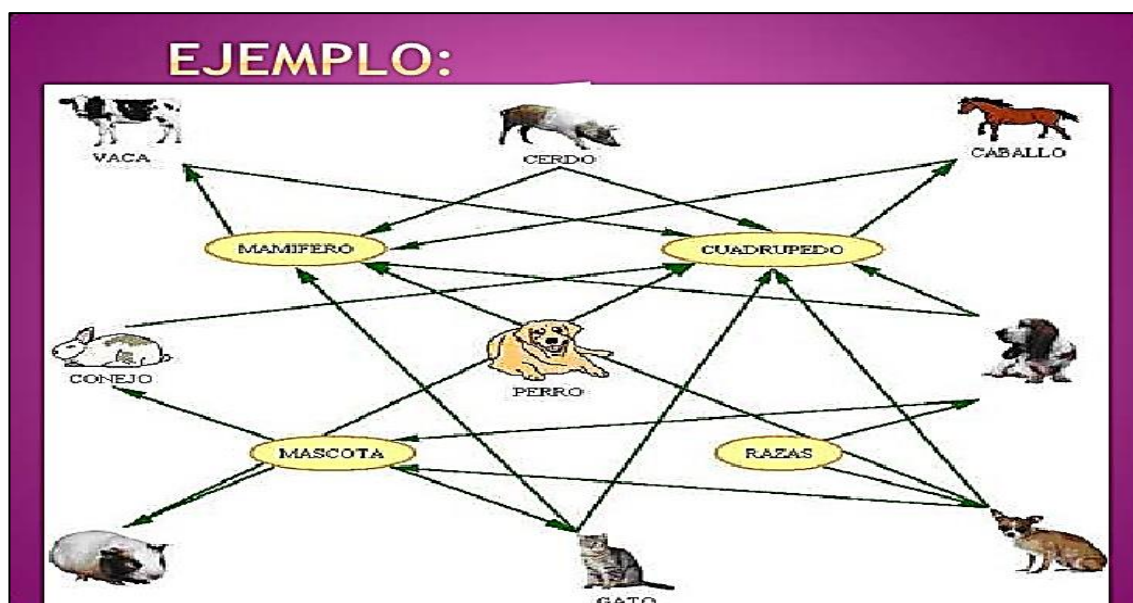 EJEMPLO:
VACA
CERDO
CABALLO
MAMIFERO
CUADRUPEDO
CONEJO
PERRO
MASCOTA
RAZAS
GATO